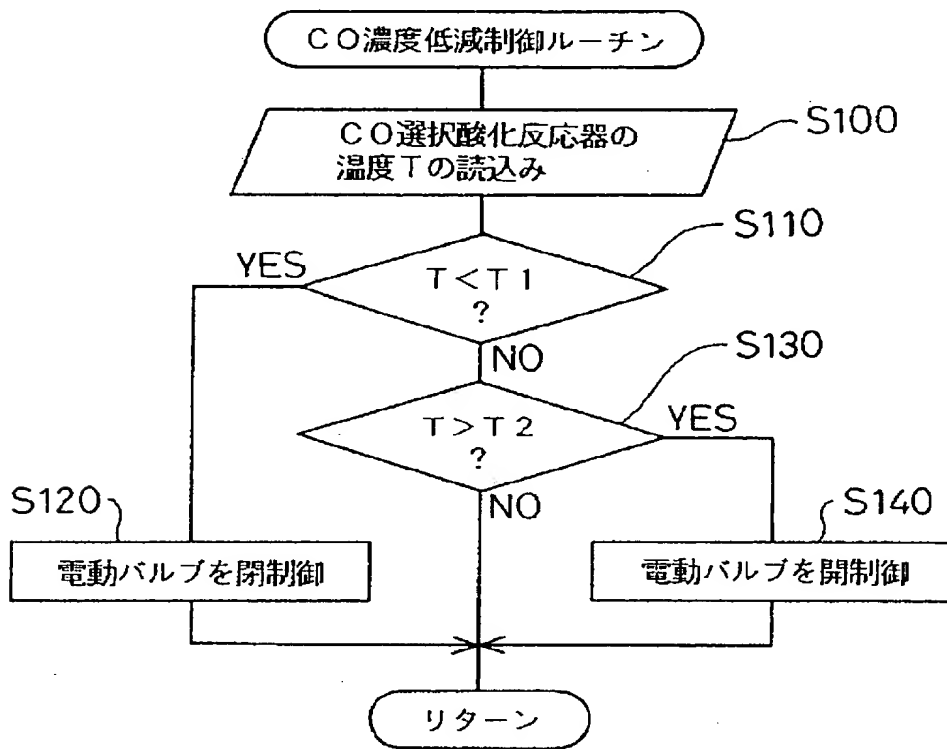 CO濃度低減制御ルーチン
CO選択酸化反応器の
温度Tの読込み
S100
S110
YES
T<T1
?
NO
S130
T>T2
?
YES
NO
S120
電動バルブを閉制御
S140
電動バルブを開制御
リターン